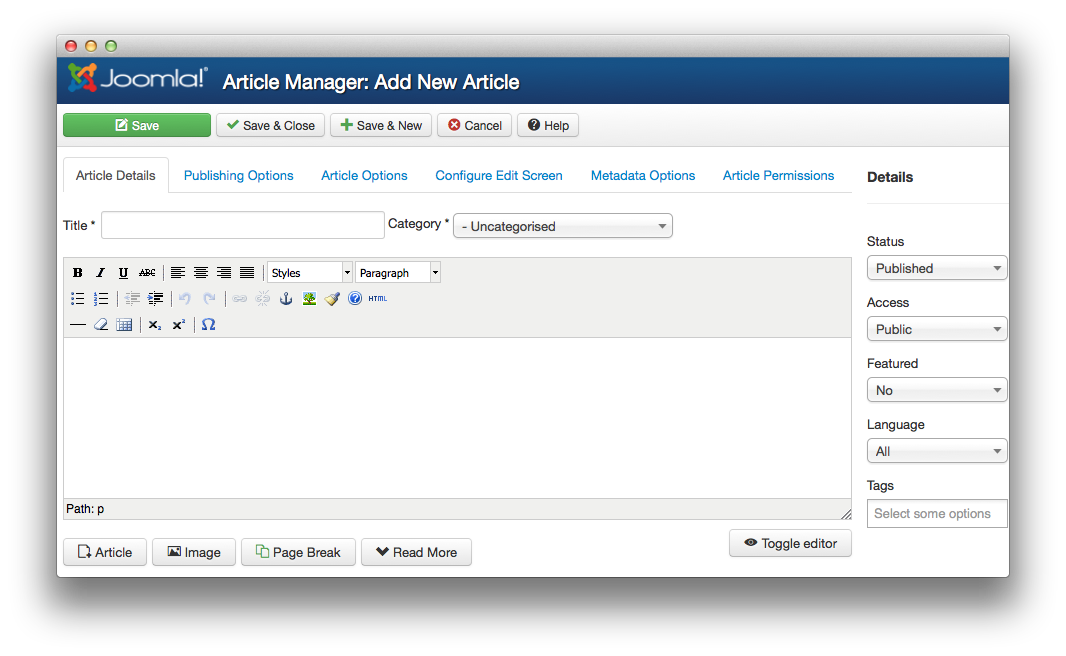 Joomla!® Article Manager: Add New Article
Save Save & Close Save & New Cancel Help
Article Details Publishing Options Article Options Configure Edit Screen Metadata Options Article Permissions
Title * Category * - Uncategorised
B I U ABC Styles Paragraph
HTML
x₂ x² Ω
Path: p
Article Image Page Break Read More Toggle editor
Details
Status
Published
Access
Public
Featured
No
Language
All
Tags
Select some options